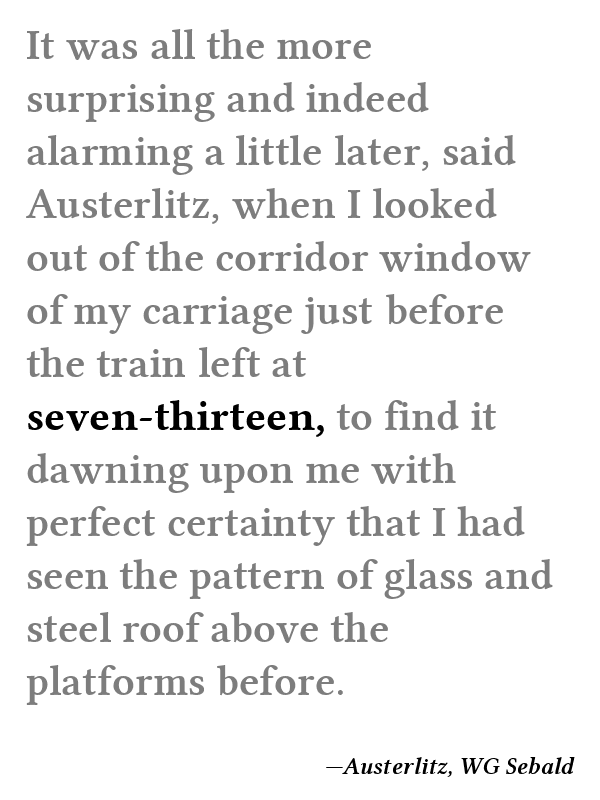 It was all the more
surprising and indeed
alarming a little later, said
Austerlitz, when I looked
out of the corridor window
of my carriage just before
the train left at
seven-thirteen, to find it
dawning upon me with
perfect certainty that I had
seen the pattern of glass and
steel roof above the
platforms before.
—Austerlitz, WG Sebald